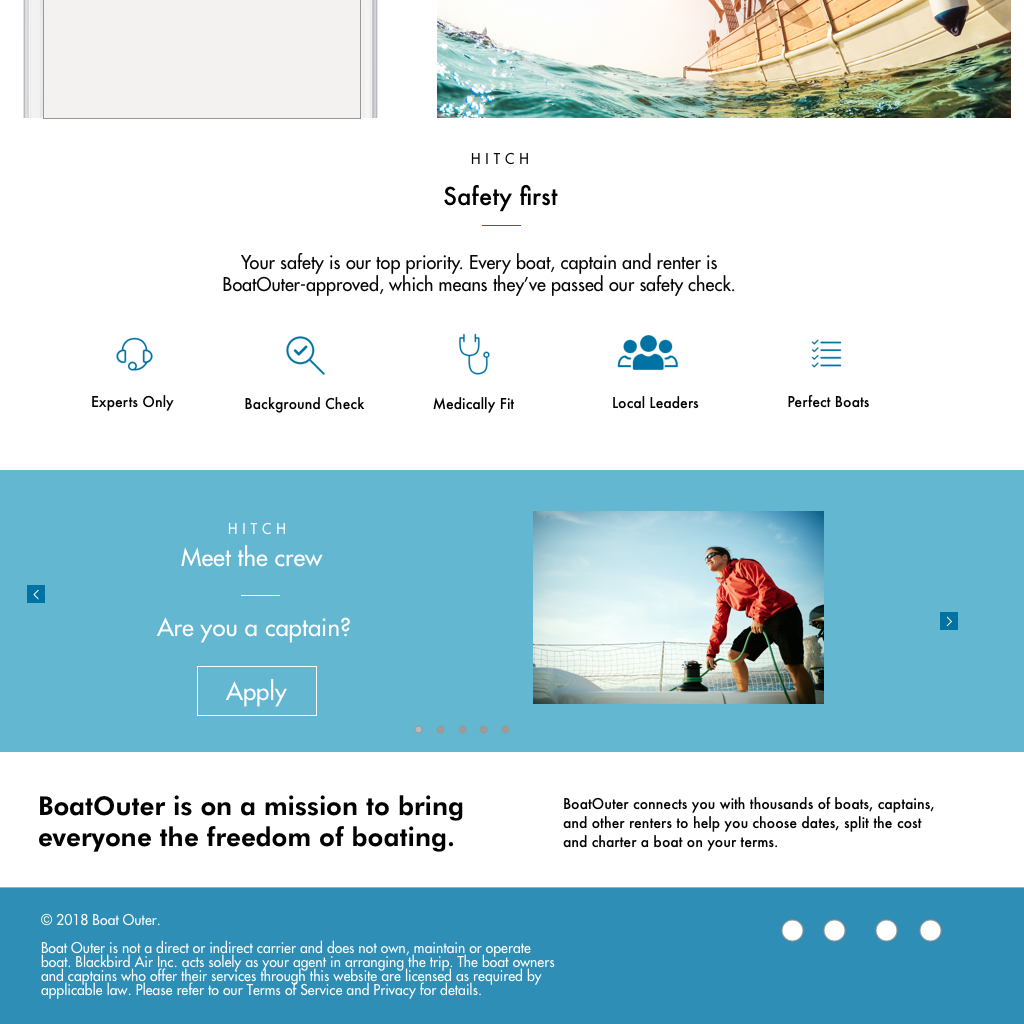 HITCH
Safety first
Your safety is our top priority. Every boat, captain and renter is
BoatOuter-approved, which means they’ve passed our safety check.
Experts Only
Background Check
Medically Fit
Local Leaders
Perfect Boats
HITCH
Meet the crew
Are you a captain?
Apply
BoatOuter is on a mission to bring
everyone the freedom of boating.
BoatOuter connects you with thousands of boats, captains,
and other renters to help you choose dates, split the cost
and charter a boat on your terms.
© 2018 Boat Outer.
Boat Outer is not a direct or indirect carrier and does not own, maintain or operate
boat. Blackbird Air Inc. acts solely as your agent in arranging the trip. The boat owners
and captains who offer their services through this website are licensed as required by
applicable law. Please refer to our Terms of Service and Privacy for details.